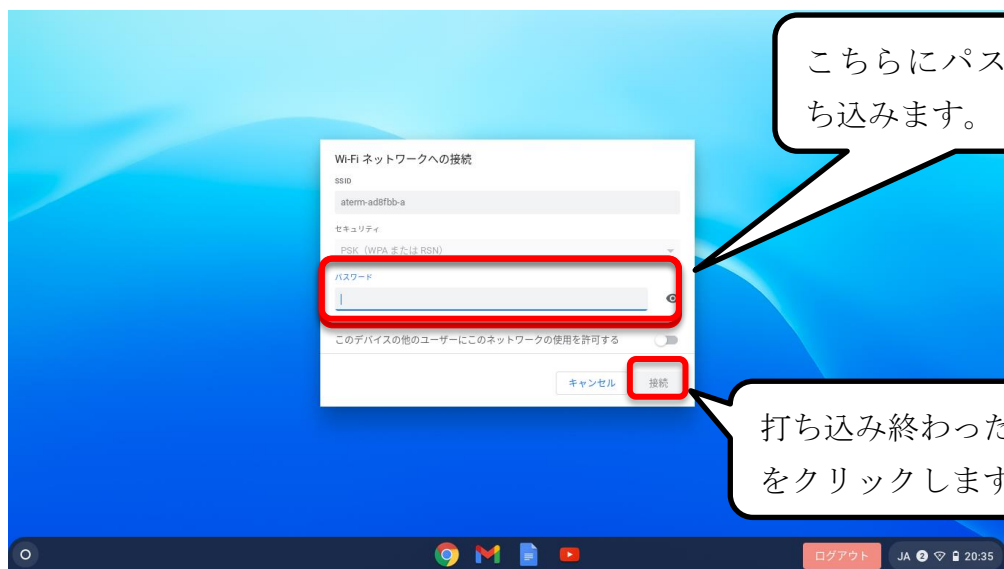 こちらにパス
ち込みます。
Wi-Fi ネットワークへの接続
SSID
aterm-ad8fbb-a
セキュリティ
PSK（WPA または RSN）
パスワード
このデバイスの他のユーザーにこのネットワークの使用を許可する
キャンセル
接続
打ち込み終わった
をクリックします
ログアウト
JA 2 20:35